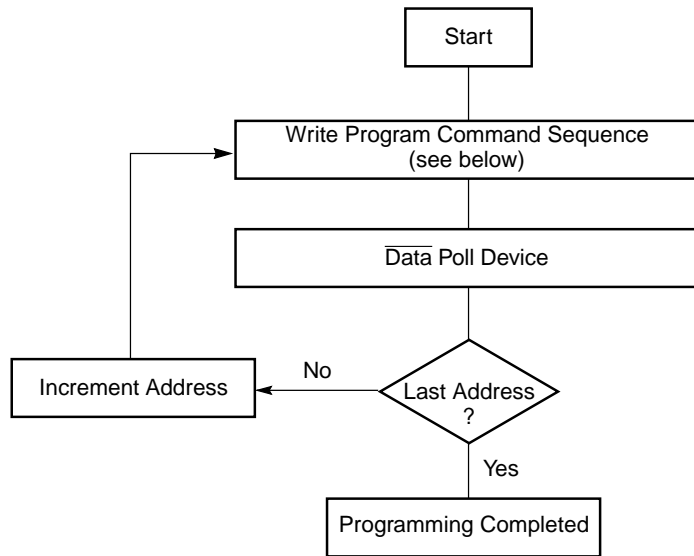 Start
Write Program Command Sequence
(see below)
Data Poll Device
Increment Address
No
Last Address
?
Yes
Programming Completed